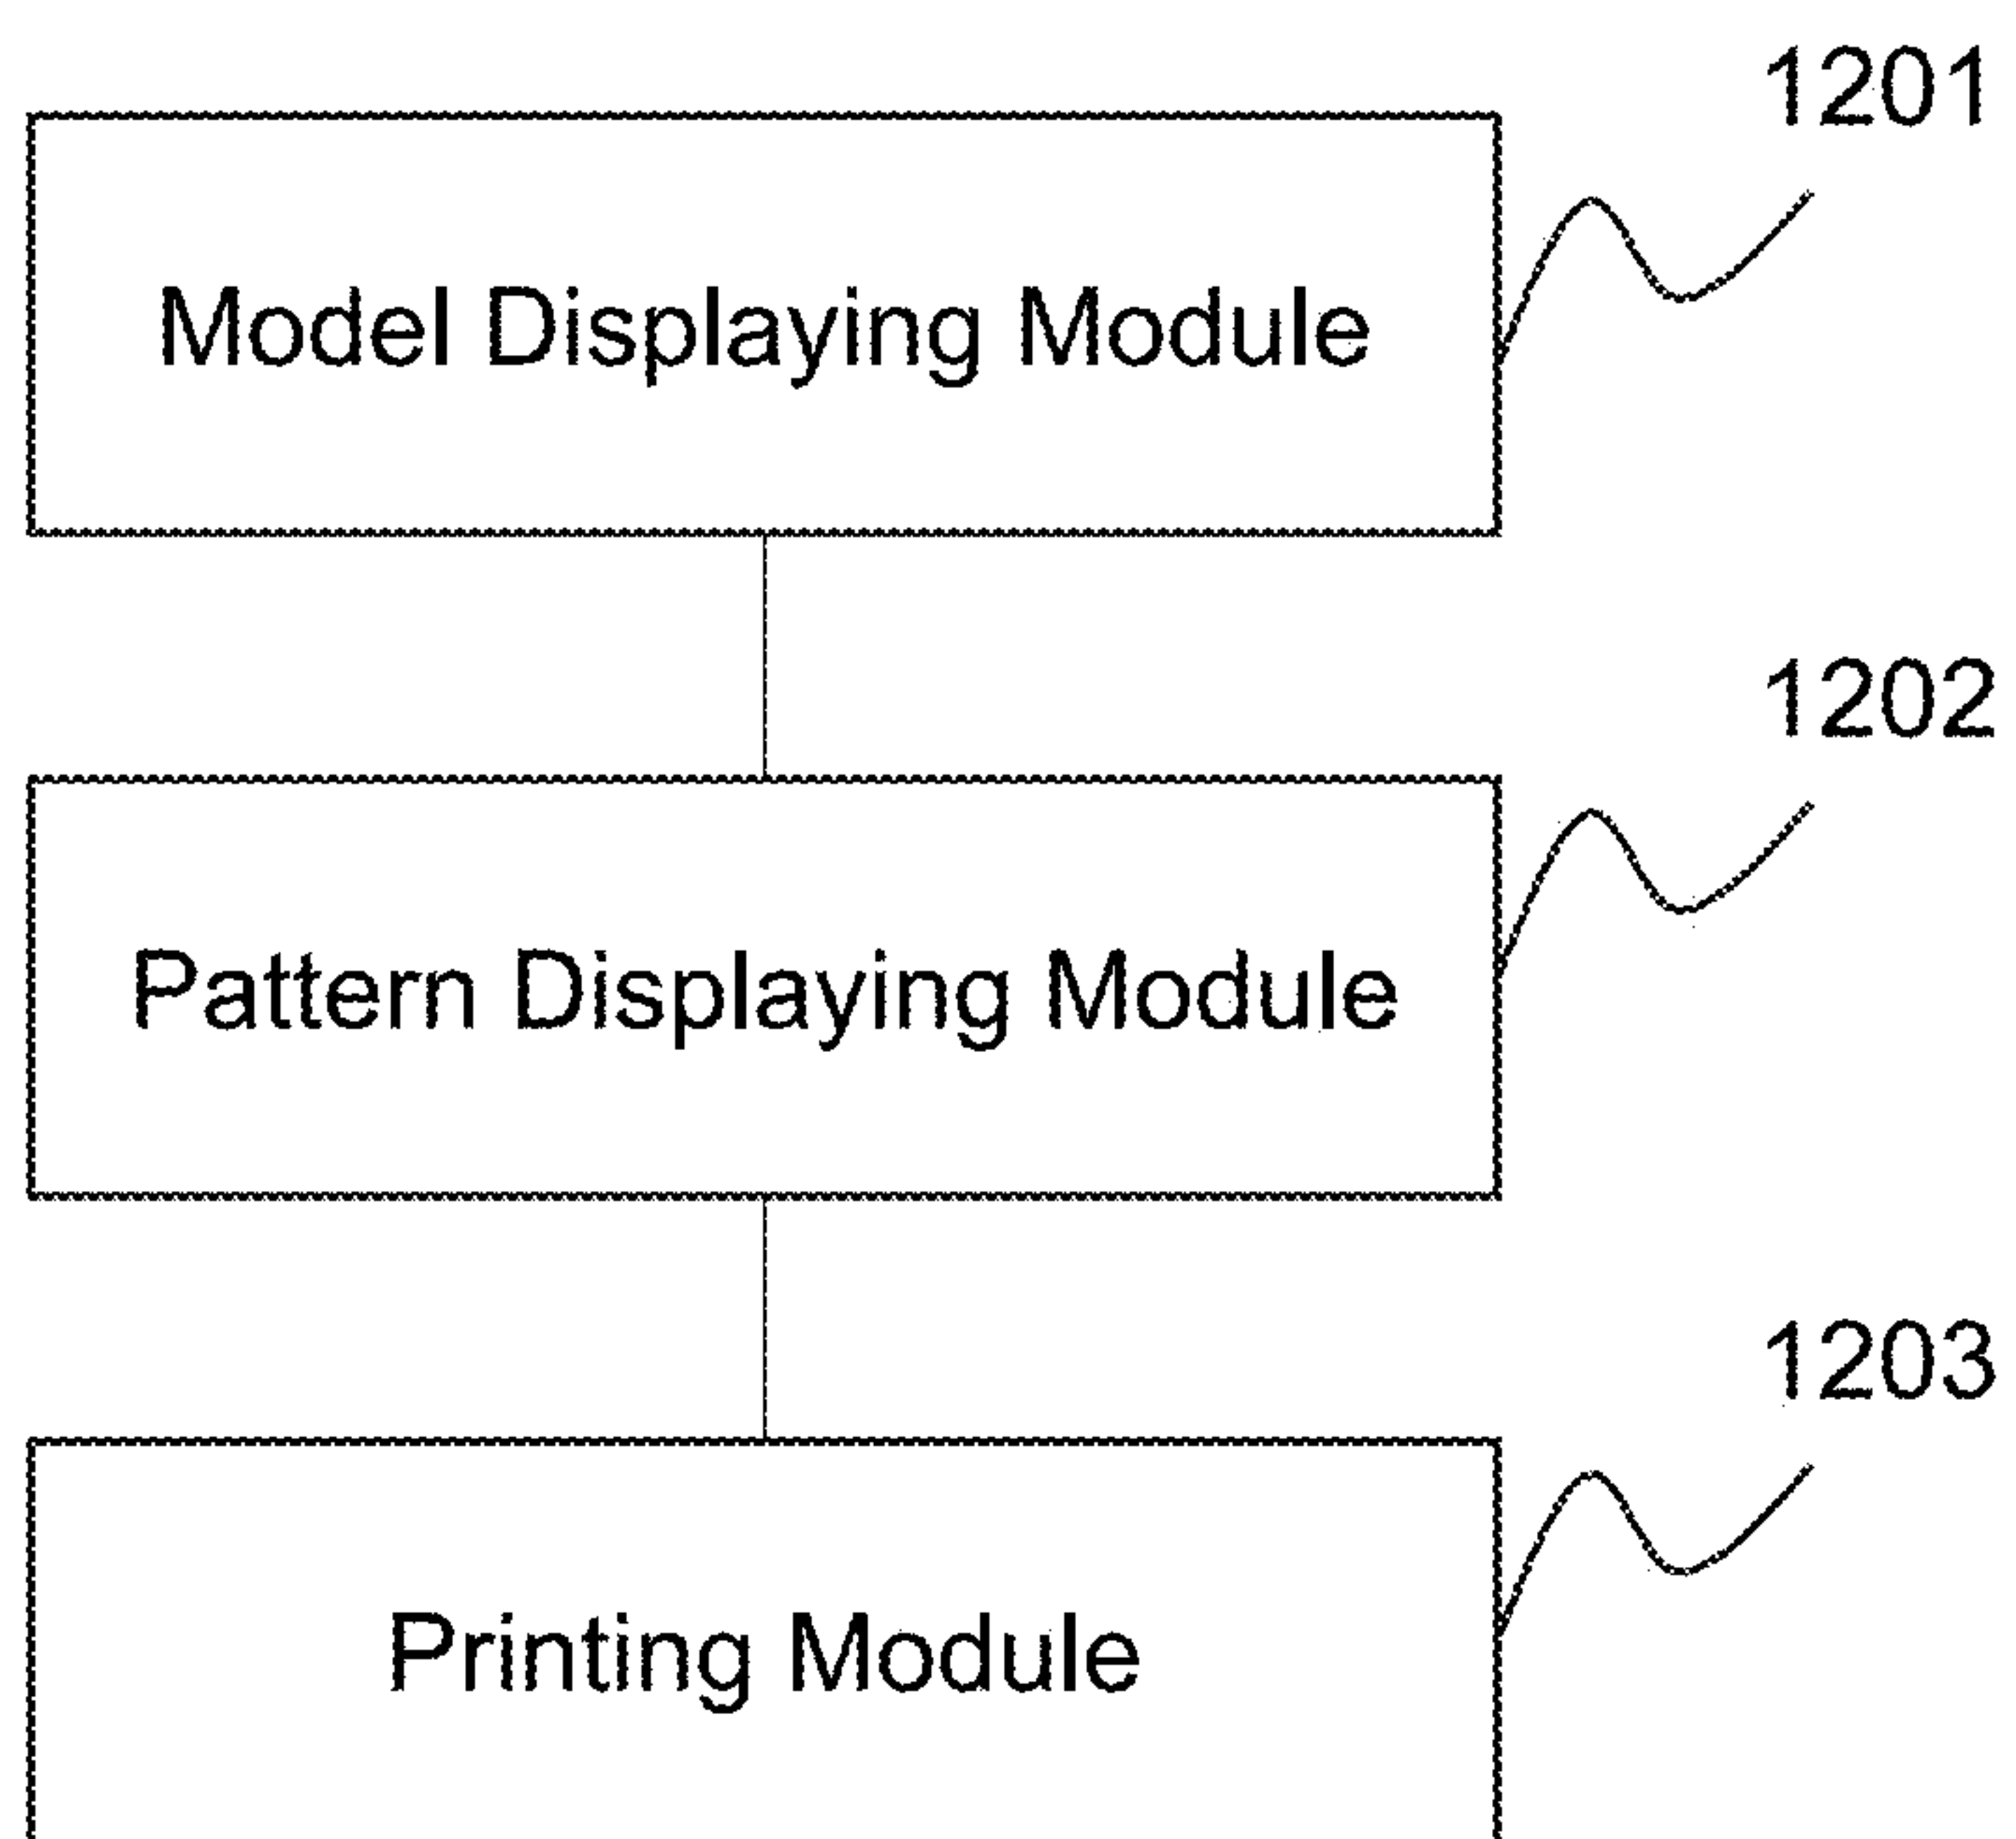 1201
Model Displaying Module
1202
Pattern Displaying Module
1203
Printing Module